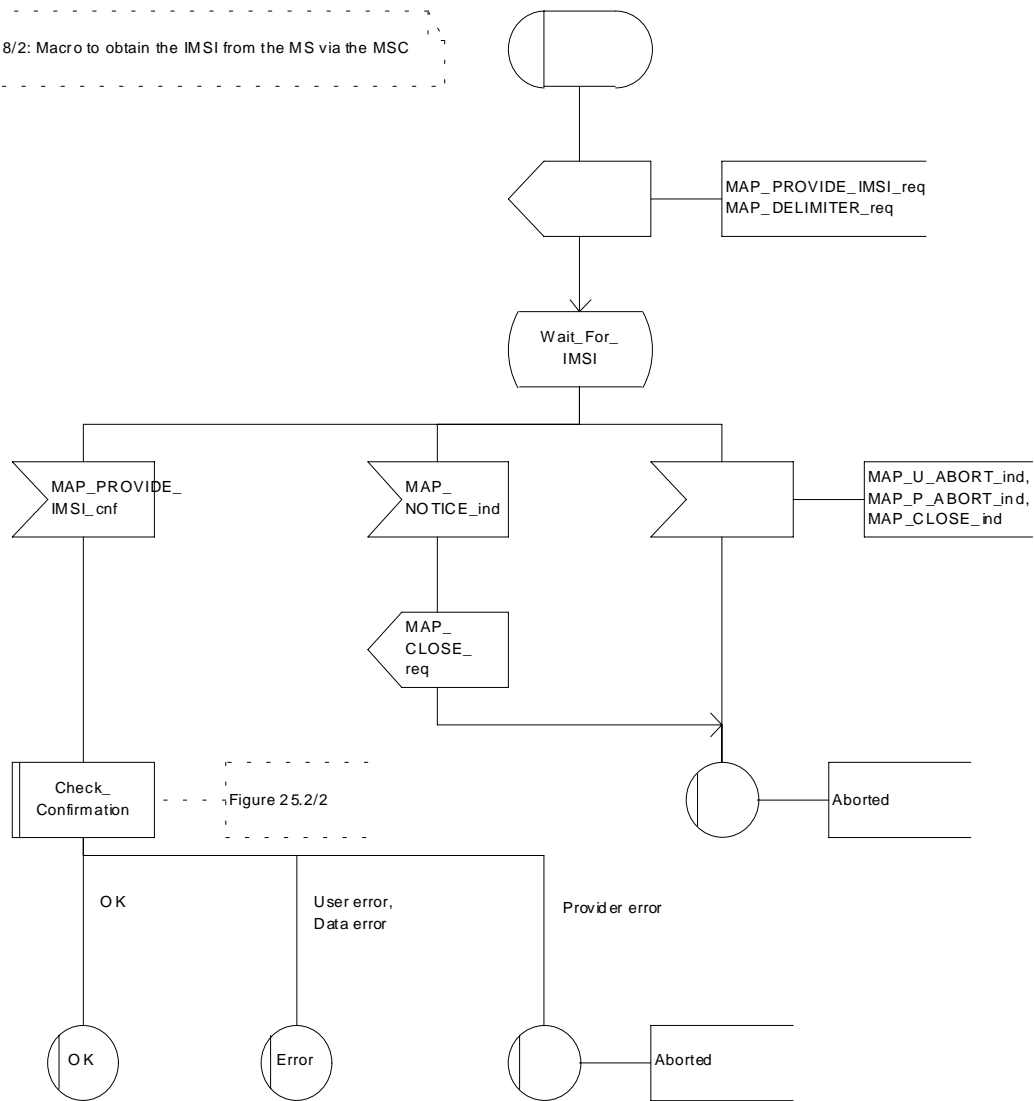 8/2: Macro to obtain the IMSI from the MS via the MSC
MAP_PROVIDE_IMSI_req
MAP_DELIMITER_req
Wait_For_
IMSI
MAP_PROVIDE_
IMSI_cnf
MAP_
NOTICE_ind
MAP_U_ABORT_ind,
MAP_P_ABORT_ind,
MAP_CLOSE_ind
MAP_
CLOSE_
req
Check_
Confirmation
Figure 25.2/2
Aborted
OK
User error,
Data error
Provider error
OK
Error
Aborted